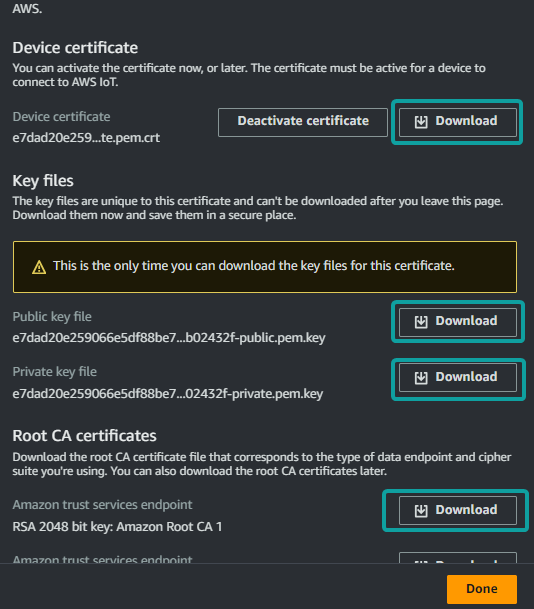 AWS.
Device certificate
You can activate the certificate now, or later. The certificate must be active for a device to
connect to AWS IoT.
Device certificate
e7dad20e259...te.pem.crt
Deactivate certificate
Download
Key files
The key files are unique to this certificate and can't be downloaded after you leave this page.
Download them now and save them in a secure place.
This is the only time you can download the key files for this certificate.
Public key file
e7dad20e259066e5df88be7...b02432f-public.pem.key
Download
Private key file
e7dad20e259066e5df88be7...02432f-private.pem.key
Download
Root CA certificates
Download the root CA certificate file that corresponds to the type of data endpoint and cipher
suite you're using. You can also download the root CA certificates later.
Amazon trust services endpoint
RSA 2048 bit key: Amazon Root CA 1
Download
Amazon trust services endpoint
Download
Done